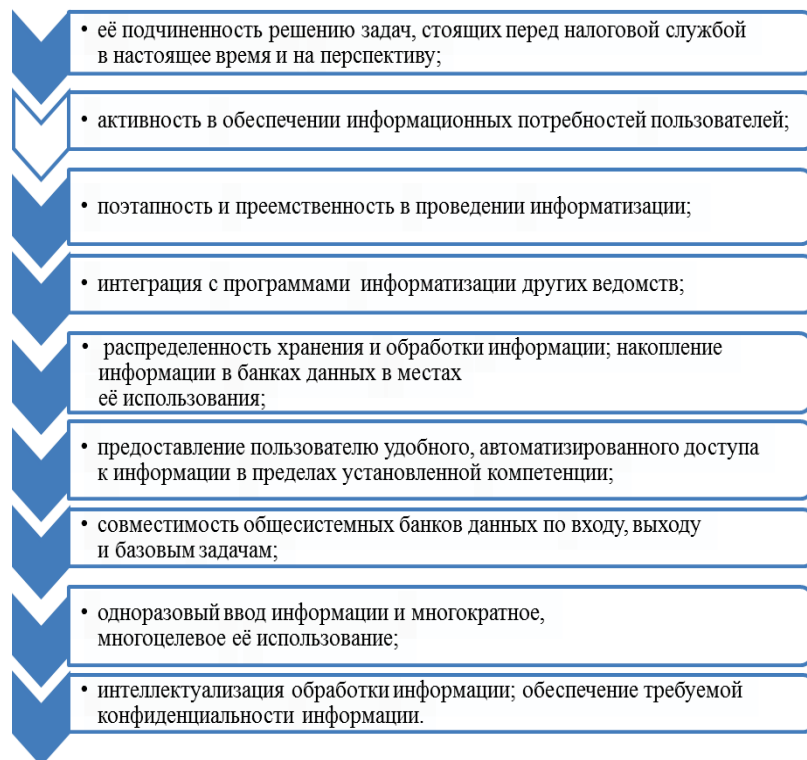 • её подчиненность решению задач, стоящих перед налоговой службой
в настоящее время и на перспективу;
• активность в обеспечении информационных потребностей пользователей;
• поэтапность и преемственность в проведении информатизации;
• интеграция с программами информатизации других ведомств;
• распределенность хранения и обработки информации; накопление
информации в банках данных в местах
её использования;
• предоставление пользователю удобного, автоматизированного доступа
к информации в пределах установленной компетенции;
• совместимость общесистемных банков данных по входу, выходу
и базовым задачам;
• одноразовый ввод информации и многократное,
многоцелевое её использование;
• интеллектуализация обработки информации; обеспечение требуемой
конфиденциальности информации.